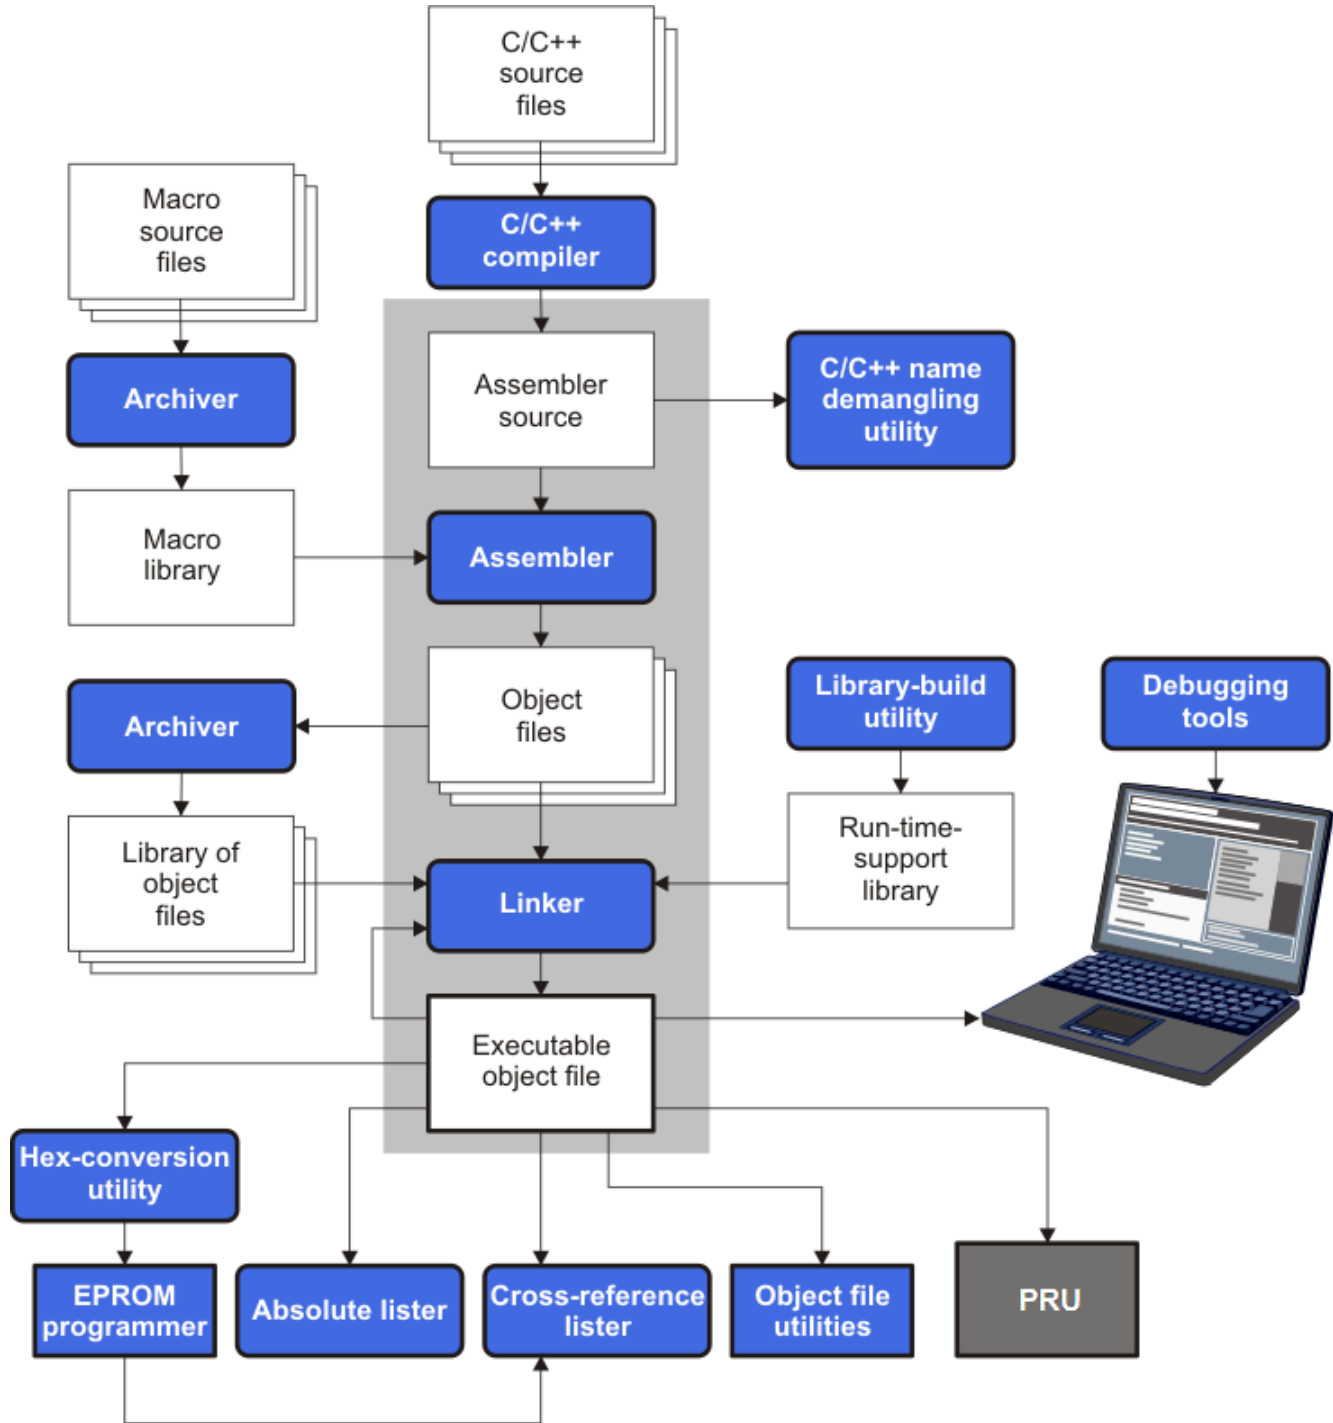 C/C++
source
files
Macro
source
files
C/C++
compiler
Archiver
Assembler
source
C/C++ name
demangling
utility
Macro
library
Assembler
Archiver
Object
files
Library-build
utility
Debugging
tools
Library of
object
files
Linker
Run-time-
support
library
Executable
object file
Hex-conversion
utility
EPROM
programmer
Absolute lister
Cross-reference
lister
Object file
utilities
PRU